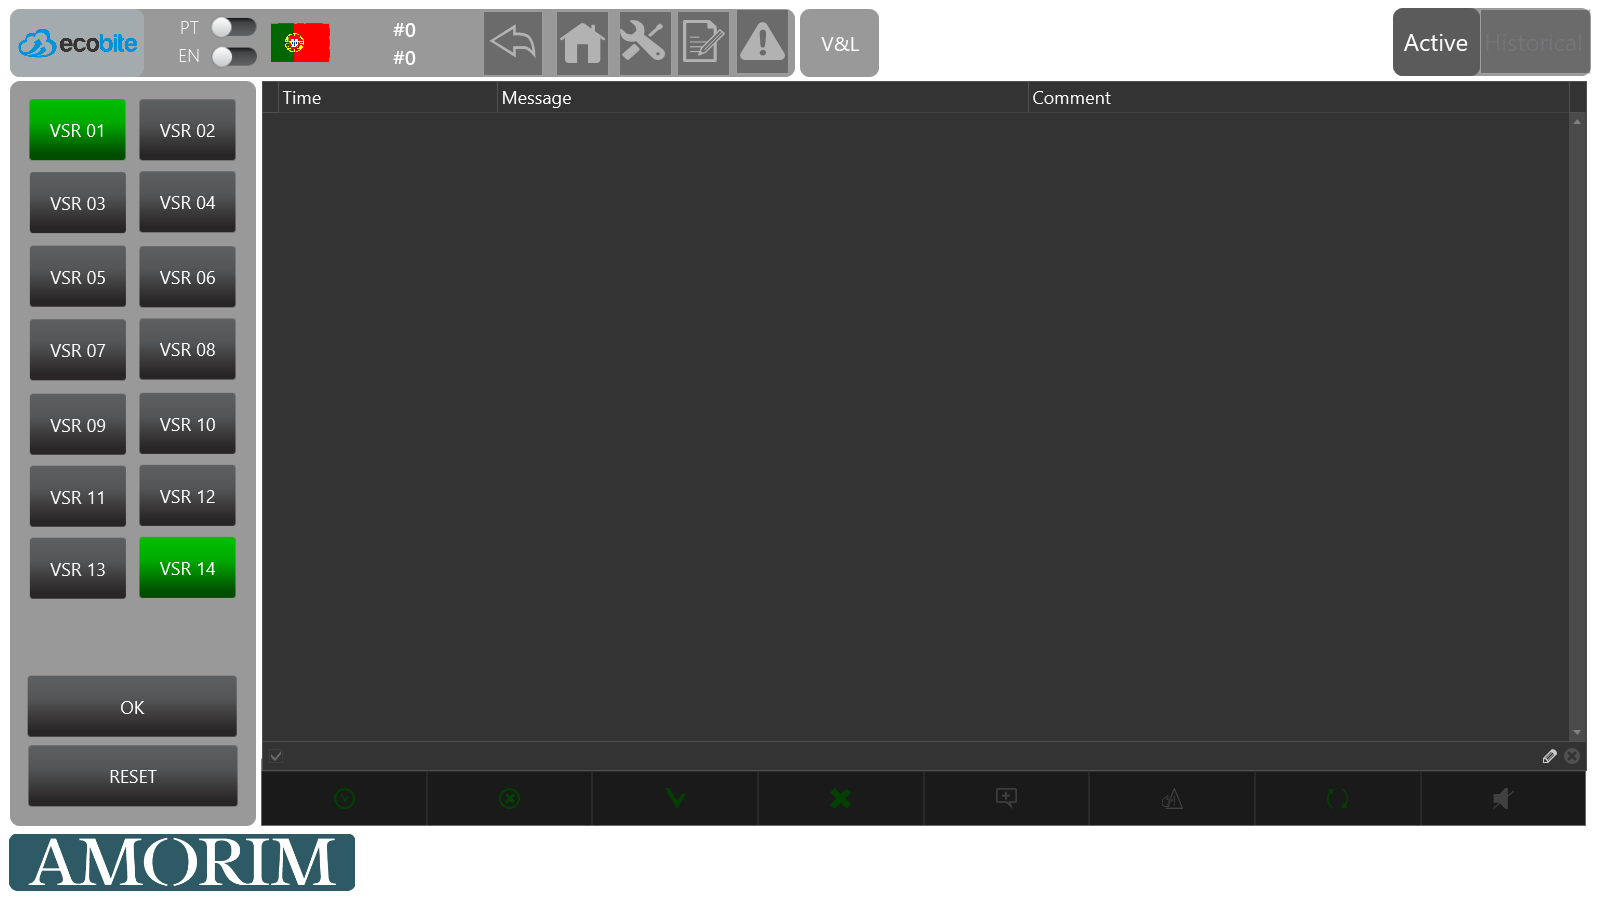 ecobite
PT
EN
#0
#0
V&L
Active
Historical
VSR 01
VSR 02
VSR 03
VSR 04
VSR 05
VSR 06
VSR 07
VSR 08
VSR 09
VSR 10
VSR 11
VSR 12
VSR 13
VSR 14
OK
RESET
Time
Message
Comment
AMORIM